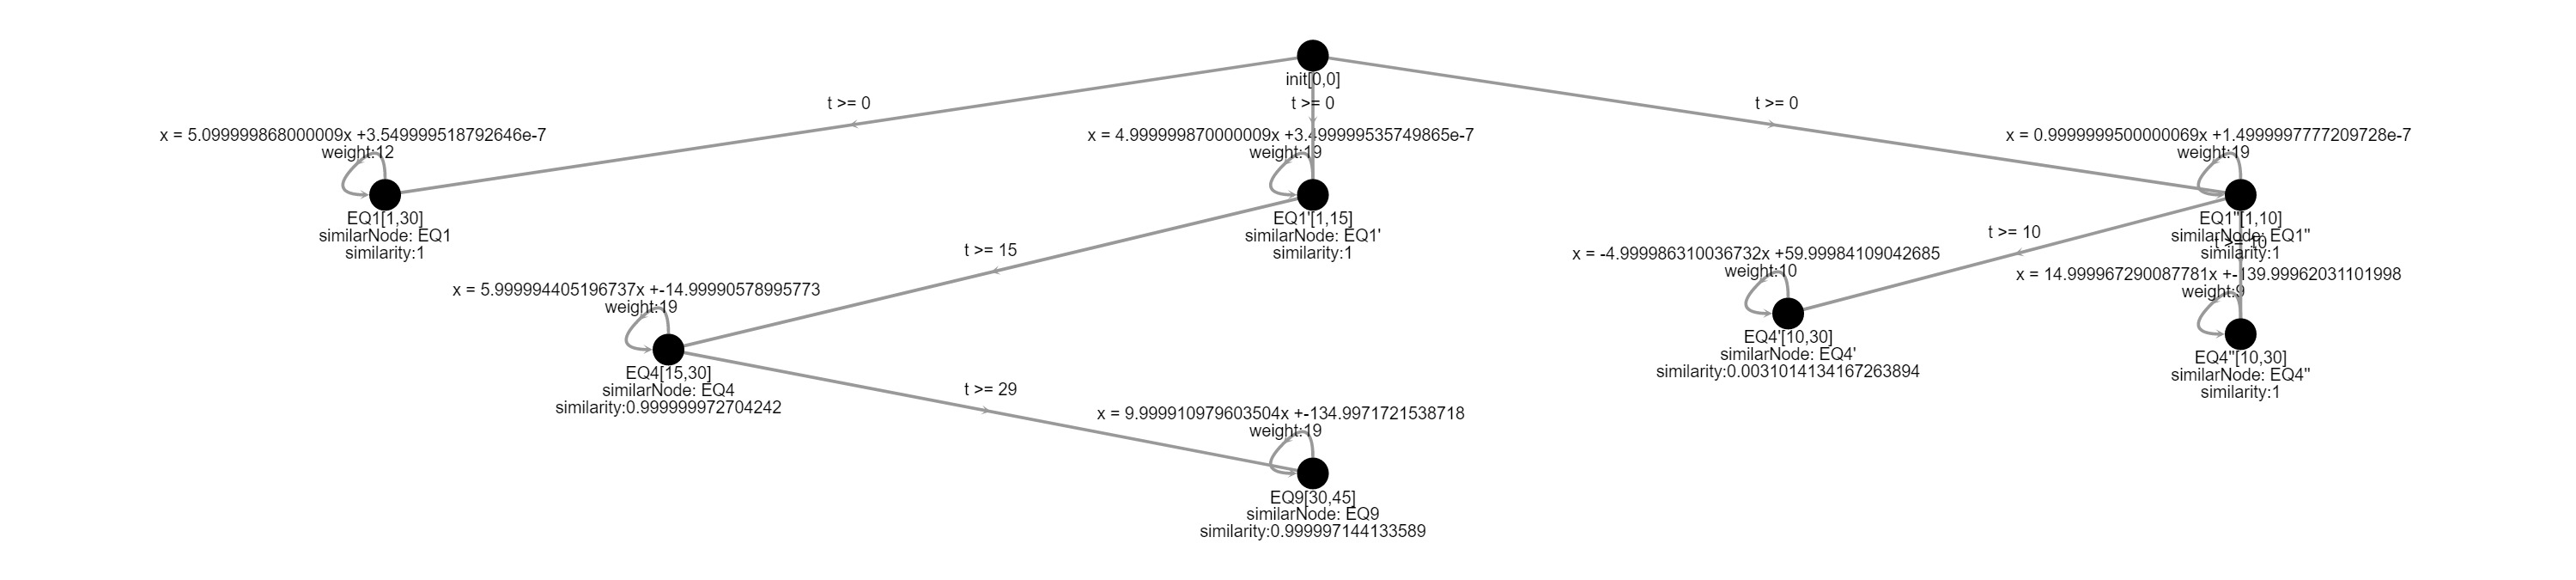 init[0,0]
t >= 0
t >= 0
t >= 0
x = 5.099999868000009x +3.549999518792646e-7
weight:12
x = 4.999999870000009x +3.499999535749865e-7
weight:19
x = 0.9999999500000069x +1.4999997777209728e-7
weight:19
EQ1[1,30]
similarNode: EQ1
similarity:1
EQ1'[1,15]
similarNode: EQ1'
similarity:1
EQ1''[1,10]
similarNode: EQ1''
similarity:1
t >= 15
t >= 10
t >= 10
x = -4.999986310036732x +59.99984109042685
weight:10
x = 14.999967290087781x +-139.99962031101998
weight:9
x = 5.999994405196737x +-14.99990578995773
weight:19
EQ4'[10,30]
similarNode: EQ4'
similarity:0.0031014134167263894
EQ4''[10,30]
similarNode: EQ4''
similarity:1
EQ4[15,30]
similarNode: EQ4
similarity:0.999999972704242
t >= 29
x = 9.999910979603504x +-134.9971721538718
weight:19
EQ9[30,45]
similarNode: EQ9
similarity:0.999997144133589